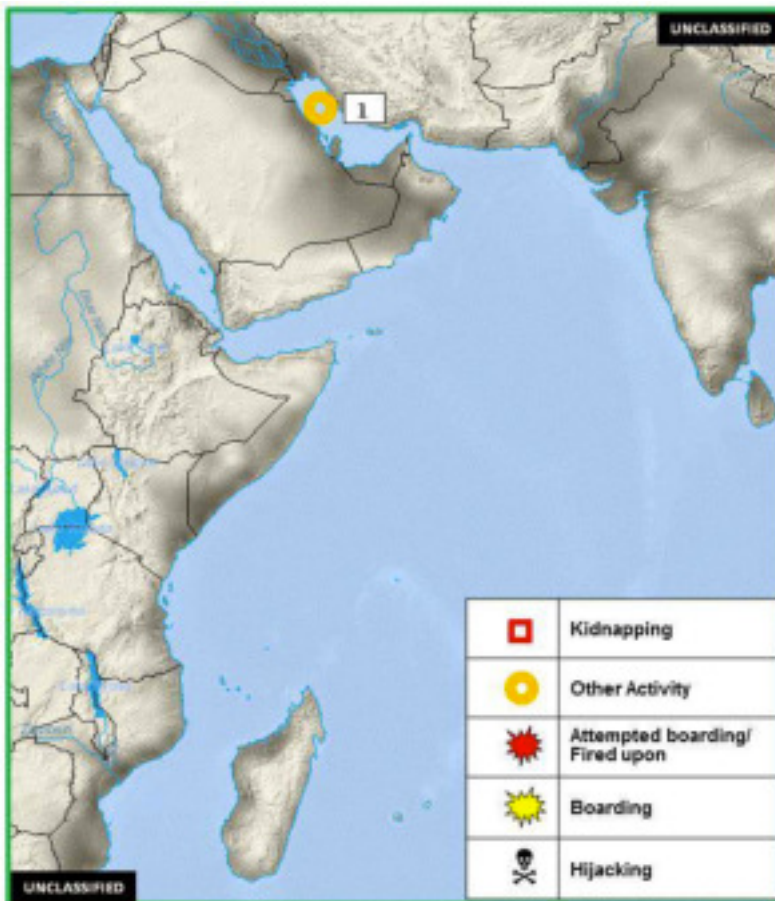 UNCLASSIFIED
1
Kidnapping
Other Activity
Attempted boarding/
Fired upon
Boarding
Hijacking
UNCLASSIFIED